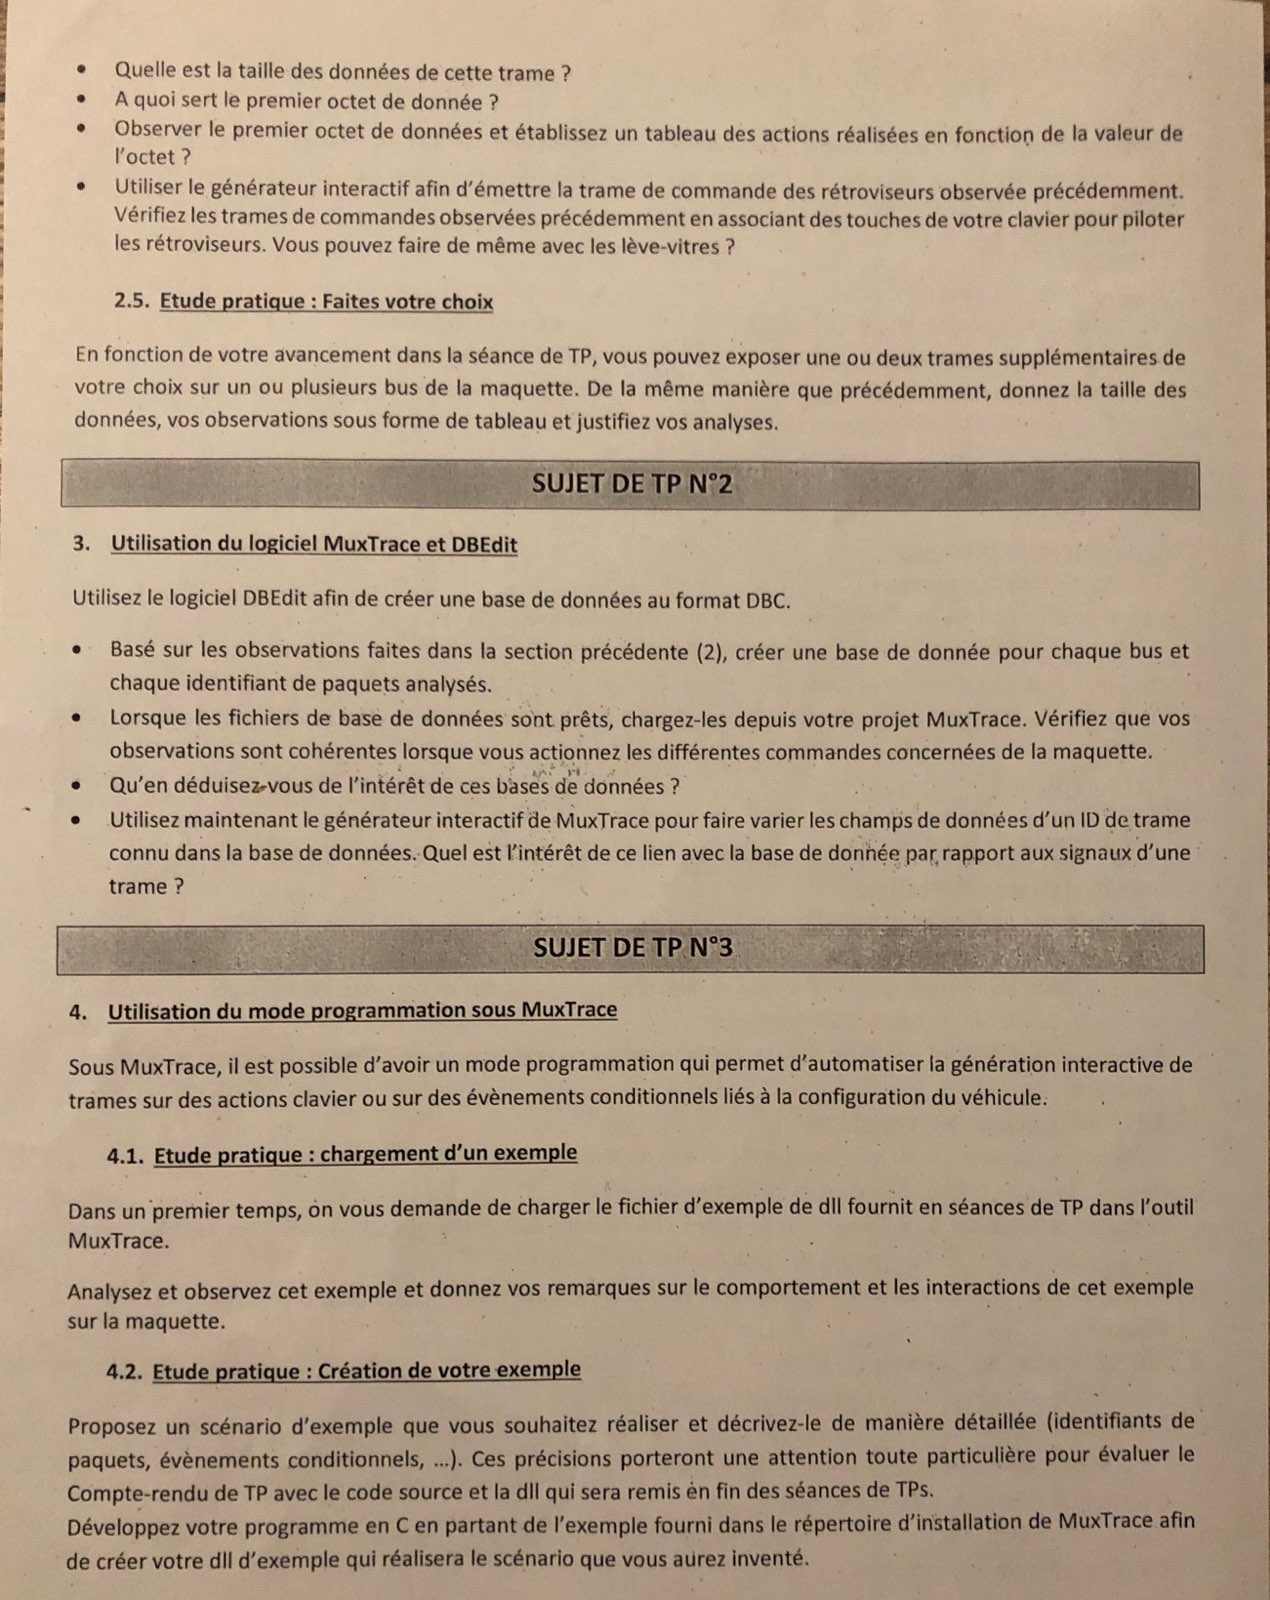 • Quelle est la taille des données de cette trame ?
• A quoi sert le premier octet de donnée ?
• Observer le premier octet de données et établissez un tableau des actions réalisées en fonction de la valeur de
l'octet ?
• Utiliser le générateur interactif afin d'émettre la trame de commande des rétroviseurs observée précédemment.
Vérifiez les trames de commandes observées précédemment en associant des touches de votre clavier pour piloter
les rétroviseurs. Vous pouvez faire de même avec les lève-vitres ?
2.5. Etude pratique : Faites votre choix
En fonction de votre avancement dans la séance de TP, vous pouvez exposer une ou deux trames supplémentaires de
votre choix sur un ou plusieurs bus de la maquette. De la même manière que précédemment, donnez la taille des
données, vos observations sous forme de tableau et justifiez vos analyses.
SUJET DE TP N°2
3. Utilisation du logiciel MuxTrace et DBEdit
Utilisez le logiciel DBEdit afin de créer une base de données au format DBC.
• Basé sur les observations faites dans la section précédente (2), créer une base de donnée pour chaque bus et
chaque identifiant de paquets analysés.
• Lorsque les fichiers de base de données sont prêts, chargez-les depuis votre projet MuxTrace. Vérifiez que vos
observations sont cohérentes lorsque vous actionnez les différentes commandes concernées de la maquette.
• Qu'en déduisez-vous de l'intérêt de ces bases de données ?
• Utilisez maintenant le générateur interactif de MuxTrace pour faire varier les champs de données d'un ID de trame
connu dans la base de données. Quel est l'intérêt de ce lien avec la base de donnée par rapport aux signaux d'une
trame ?
SUJET DE TP N°3
4. Utilisation du mode programmation sous MuxTrace
Sous MuxTrace, il est possible d'avoir un mode programmation qui permet d'automatiser la génération interactive de
trames sur des actions clavier ou sur des évènements conditionnels liés à la configuration du véhicule.
4.1. Etude pratique : chargement d'un exemple
Dans un premier temps, on vous demande de charger le fichier d'exemple de dll fournit en séances de TP dans l'outil
MuxTrace.
Analysez et observez cet exemple et donnez vos remarques sur le comportement et les interactions de cet exemple
sur la maquette.
4.2. Etude pratique : Création de votre exemple
Proposez un scénario d'exemple que vous souhaitez réaliser et décrivez-le de manière détaillée (identifiants de
paquets, évènements conditionnels, ...). Ces précisions porteront une attention toute particulière pour évaluer le
Compte-rendu de TP avec le code source et la dll qui sera remis en fin des séances de TPs.
Développez votre programme en C en partant de l'exemple fourni dans le répertoire d'installation de MuxTrace afin
de créer votre dll d'exemple qui réalisera le scénario que vous aurez inventé.